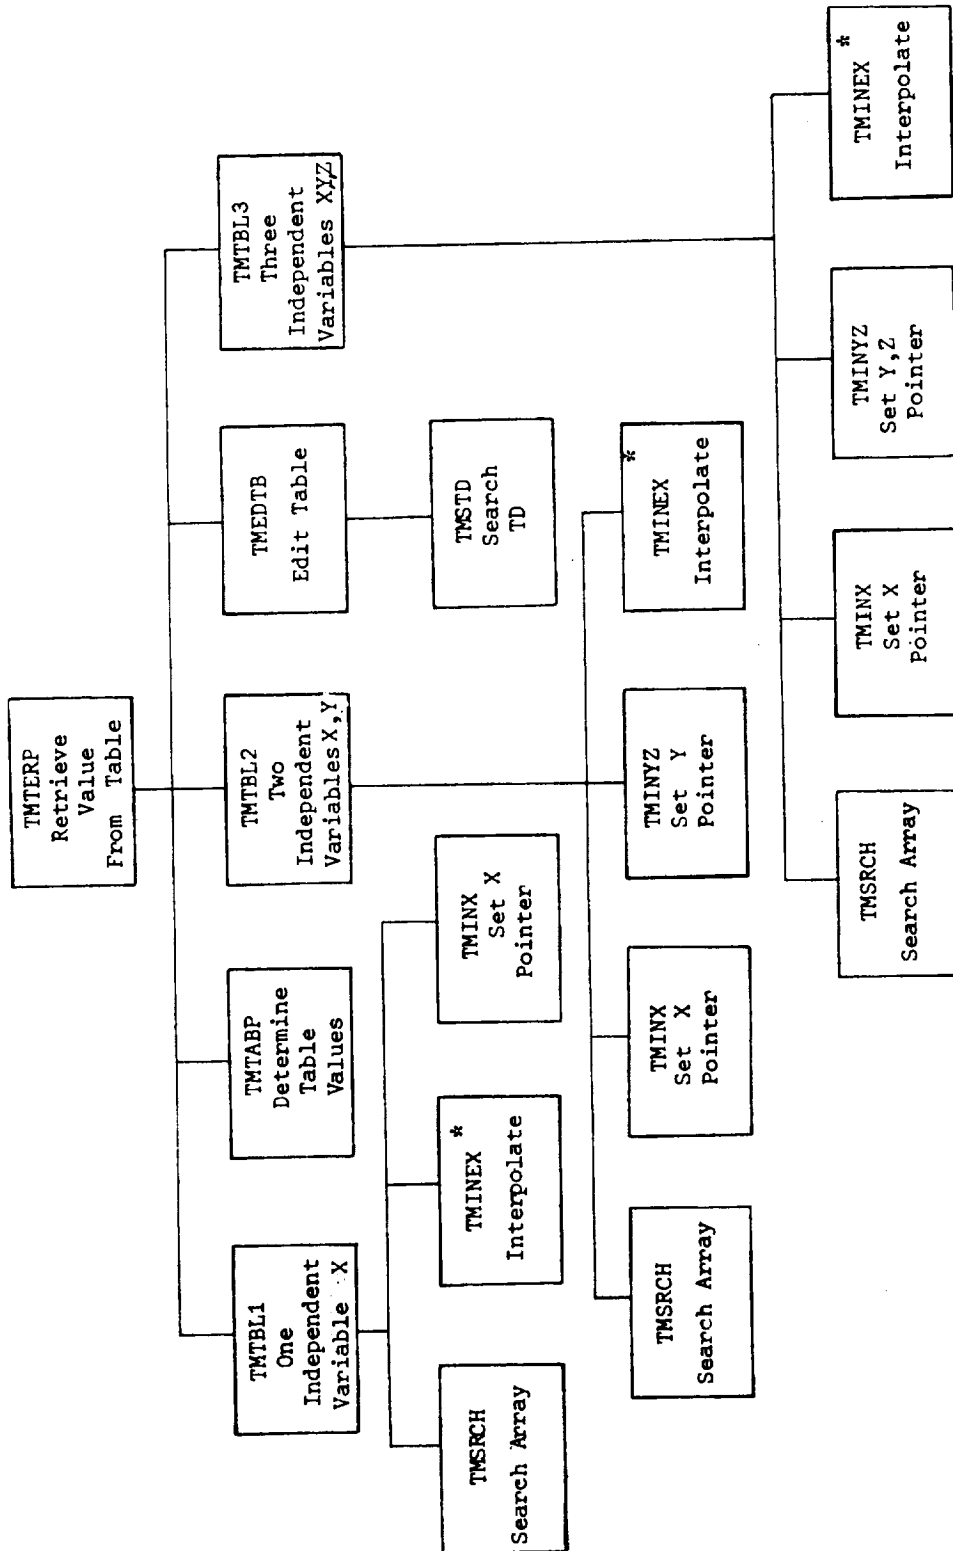 TMTERP
Retrieve
Value
From Table
TMTBL1
One
Independent
Variable X
TMTABP
Determine
Table
Values
TMTBL2
Two
Independent
Variables X,Y
TMEDTB
Edit Table
TMTBL3
Three
Independent
Variables XYZ
TMSRCH
Search Array
TMINEX *
Interpolate
TMINX
Set X
Pointer
TMSTD
Search
TD
TMSRCH
Search Array
TMINX
Set X
Pointer
TMINYZ
Set Y
Pointer
TMINEX *
Interpolate
TMSRCH
Search Array
TMINX
Set X
Pointer
TMINYZ
Set Y,Z
Pointer
TMINEX *
Interpolate